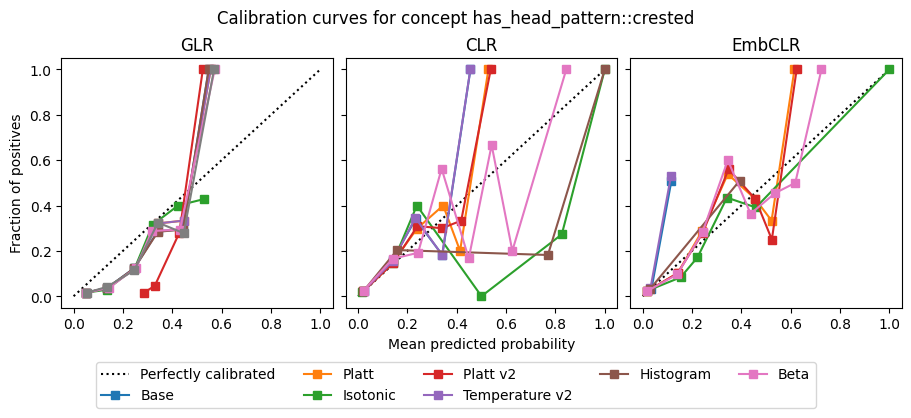 Calibration curves for concept has_head_pattern::crested
GLR
CLR
EmbCLR
Fraction of positives
1.0
0.8
0.6
0.4
0.2
0.0
0.0 0.2 0.4 0.6 0.8 1.0
0.0 0.2 0.4 0.6 0.8 1.0
0.0 0.2 0.4 0.6 0.8 1.0
Mean predicted probability
Perfectly calibrated
Base
Platt
Isotonic
Platt v2
Temperature v2
Histogram
Beta